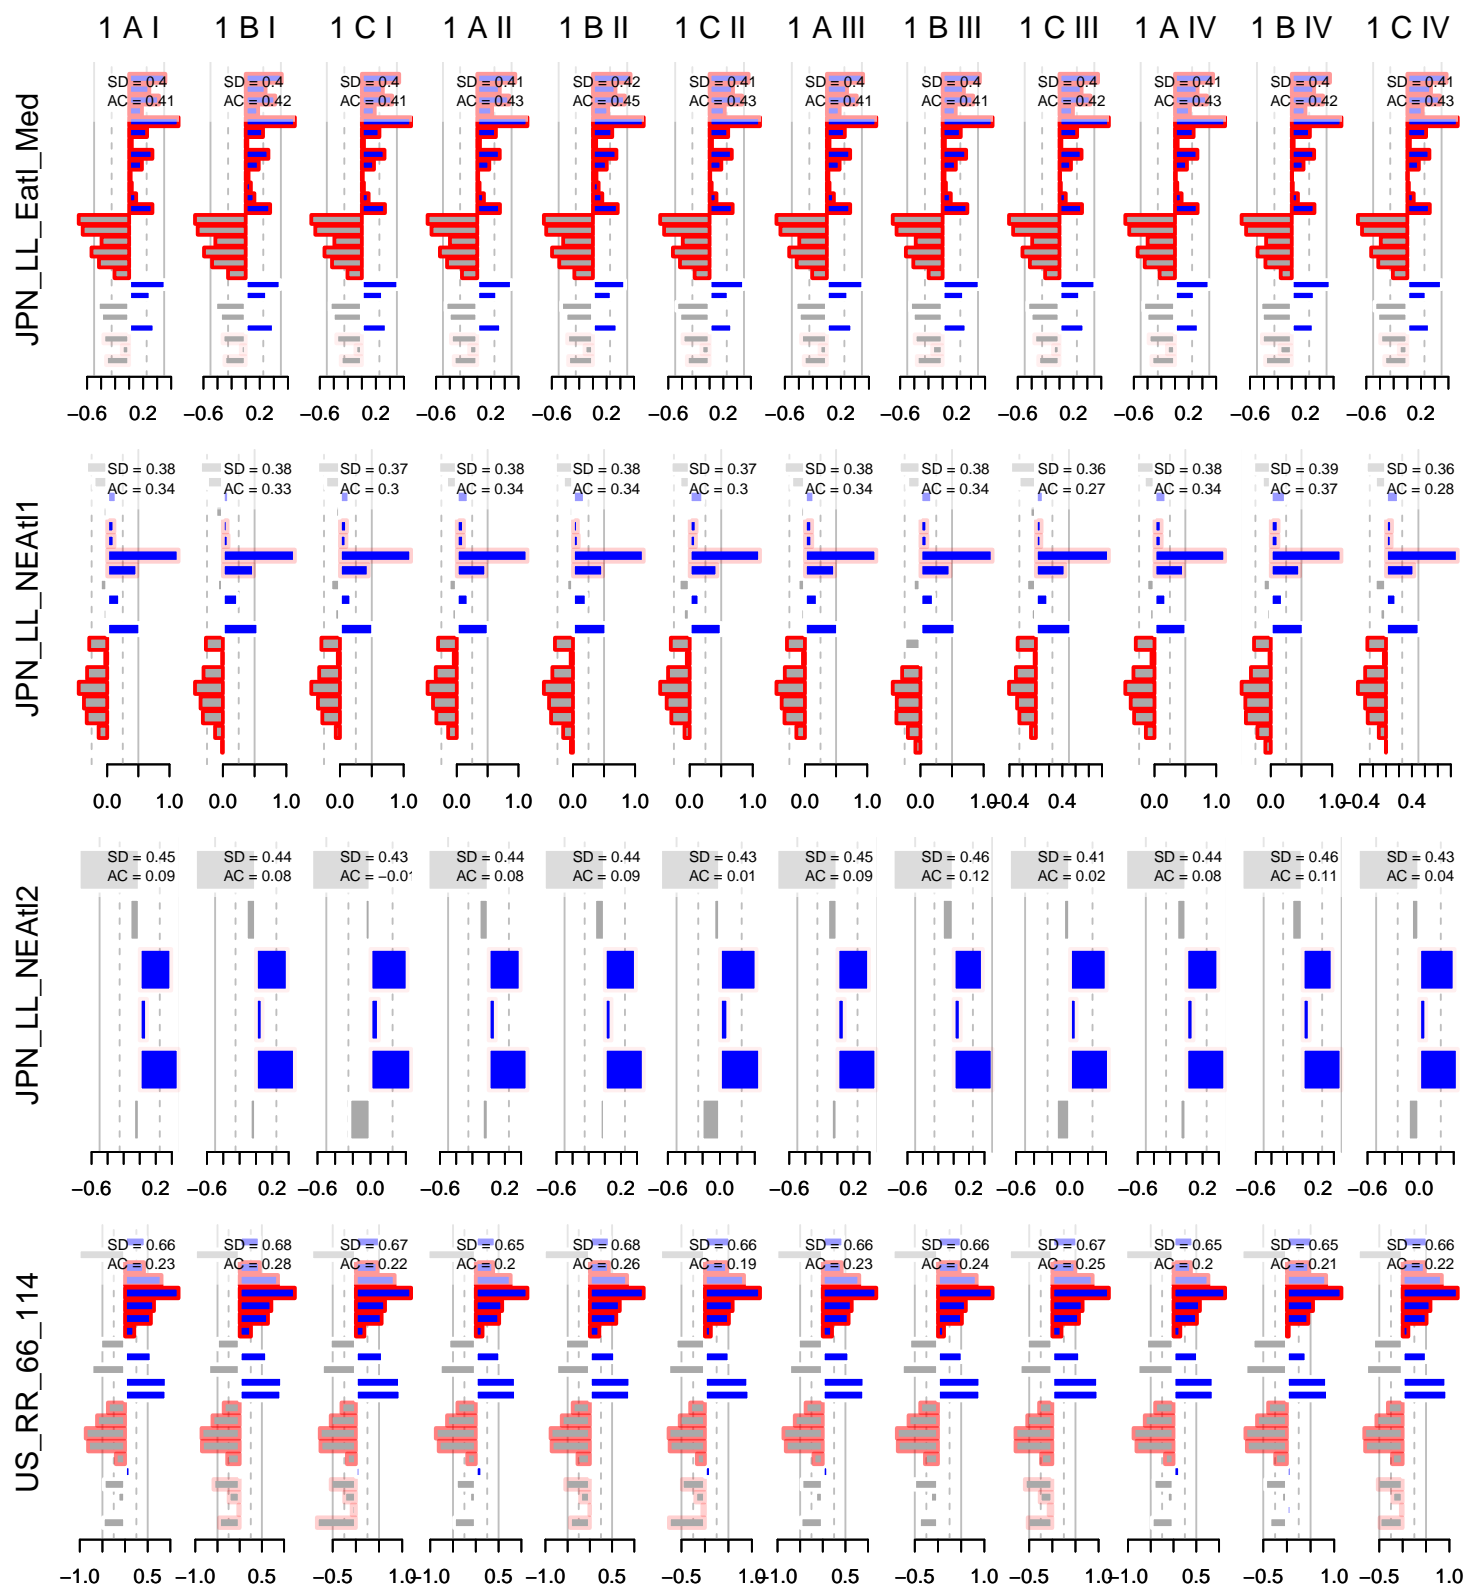 1 A I 1 B I 1 C I 1 A II 1 B II 1 C II 1 A III 1 B III 1 C III 1 A IV 1 B IV 1 C IV
JPN_LL_Eatl_Med
SD = 0.4 SD = 0.4 SD = 0.4 SD = 0.41 SD = 0.42 SD = 0.41 SD = 0.4 SD = 0.4 SD = 0.4 SD = 0.41 SD = 0.4 SD = 0.41
AC = 0.41 AC = 0.42 AC = 0.41 AC = 0.43 AC = 0.45 AC = 0.43 AC = 0.41 AC = 0.41 AC = 0.42 AC = 0.43 AC = 0.42 AC = 0.43
−0.6 0.2 −0.6 0.2 −0.6 0.2 −0.6 0.2 −0.6 0.2 −0.6 0.2 −0.6 0.2 −0.6 0.2 −0.6 0.2 −0.6 0.2 −0.6 0.2 −0.6 0.2
JPN_LL_NEAtl1
SD = 0.38 SD = 0.38 SD = 0.37 SD = 0.38 SD = 0.38 SD = 0.37 SD = 0.38 SD = 0.38 SD = 0.36 SD = 0.38 SD = 0.39 SD = 0.36
AC = 0.34 AC = 0.33 AC = 0.3 AC = 0.34 AC = 0.34 AC = 0.3 AC = 0.34 AC = 0.34 AC = 0.27 AC = 0.34 AC = 0.37 AC = 0.28
0.0 1.0 0.0 1.0 0.0 1.0 0.0 1.0 0.0 1.0 0.0 1.0 0.0 1.0 0.0 1.0 −0.4 0.4 0.0 1.0 0.0 1.0 −0.4 0.4
JPN_LL_NEAtl2
SD = 0.45 SD = 0.44 SD = 0.43 SD = 0.44 SD = 0.44 SD = 0.43 SD = 0.45 SD = 0.46 SD = 0.41 SD = 0.44 SD = 0.46 SD = 0.43
AC = 0.09 AC = 0.08 AC = −0.01 AC = 0.08 AC = 0.09 AC = 0.01 AC = 0.09 AC = 0.12 AC = 0.02 AC = 0.08 AC = 0.11 AC = 0.04
−0.6 0.2 −0.6 0.2 −0.6 0.0 −0.6 0.2 −0.6 0.2 −0.6 0.0 −0.6 0.2 −0.6 0.2 −0.6 0.0 −0.6 0.2 −0.6 0.2 −0.6 0.0
US_RR_66_114
SD = 0.66 SD = 0.68 SD = 0.67 SD = 0.65 SD = 0.68 SD = 0.66 SD = 0.66 SD = 0.66 SD = 0.67 SD = 0.65 SD = 0.65 SD = 0.66
AC = 0.23 AC = 0.28 AC = 0.22 AC = 0.2 AC = 0.26 AC = 0.19 AC = 0.23 AC = 0.24 AC = 0.25 AC = 0.2 AC = 0.21 AC = 0.22
−1.0 0.5 −1.0 0.5 −0.5 1.0 −1.0 0.5 −1.0 0.5 −0.5 1.0 −1.0 0.5 −1.0 0.5 −0.5 1.0 −1.0 0.5 −1.0 0.5 −0.5 1.0